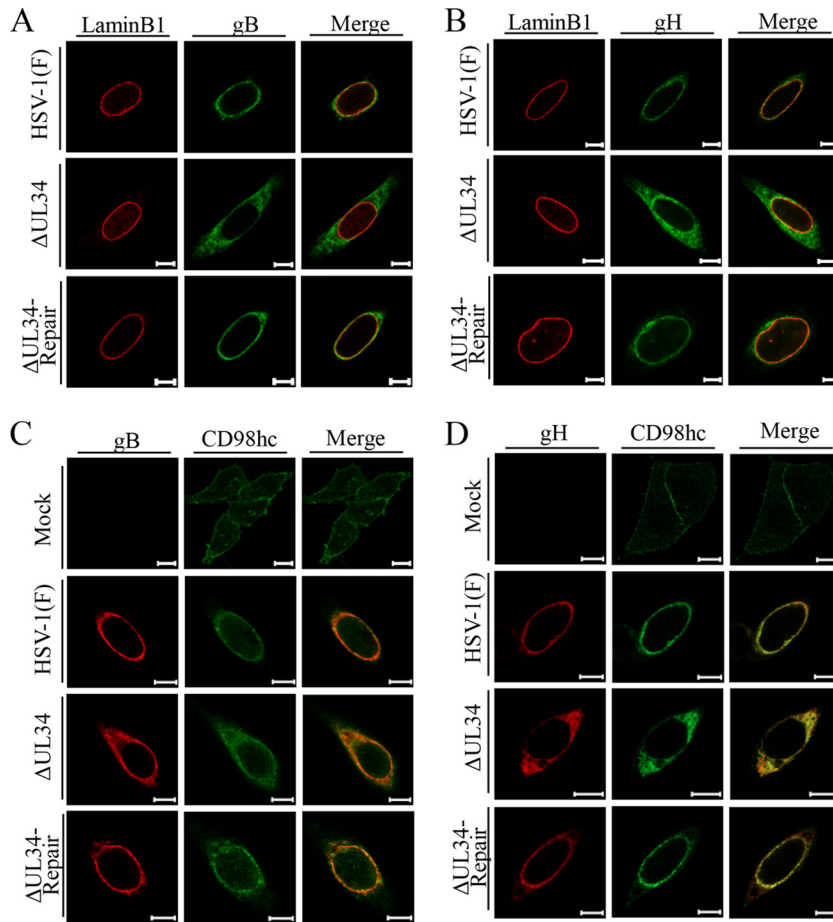 A
LaminB1 gB Merge
HSV-1(F)
ΔUL34
ΔUL34-
Repair
B
LaminB1 gH Merge
HSV-1(F)
ΔUL34
ΔUL34-
Repair
C
gB CD98hc Merge
Mock
HSV-1(F)
ΔUL34
ΔUL34-
Repair
D
gH CD98hc Merge
Mock
HSV-1(F)
ΔUL34
ΔUL34-
Repair